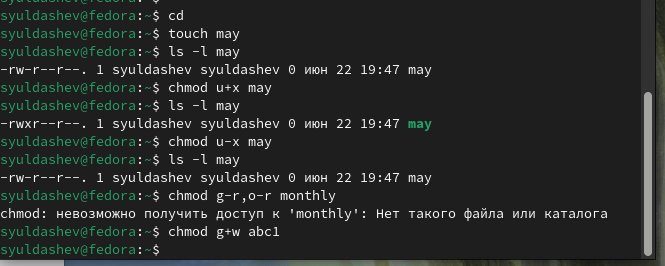 syuldashev@fedora:~$ cd
syuldashev@fedora:~$ touch may
syuldashev@fedora:~$ ls -l may
-rw-r--r--. 1 syuldashev syuldashev 0 июн 22 19:47 may
syuldashev@fedora:~$ chmod u+x may
syuldashev@fedora:~$ ls -l may
-rwxr--r--. 1 syuldashev syuldashev 0 июн 22 19:47 may
syuldashev@fedora:~$ chmod u-x may
syuldashev@fedora:~$ ls -l may
-rw-r--r--. 1 syuldashev syuldashev 0 июн 22 19:47 may
syuldashev@fedora:~$ chmod g-r,o-r monthly
chmod: невозможно получить доступ к 'monthly': Нет такого файла или каталога
syuldashev@fedora:~$ chmod g+w abc1
syuldashev@fedora:~$